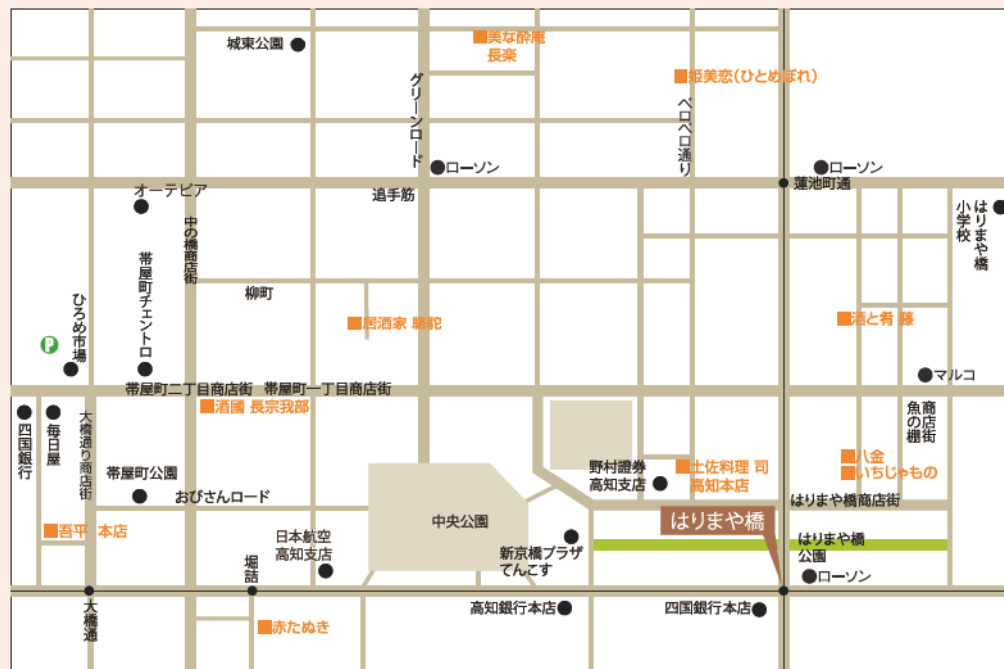 城東公園
■美な酔庵
長楽
■姫美恋(ひとめぼれ)
グリーンロード
ペロペロ通り
ローソン
ローソン
オーテピア
追手筋
蓮池町通
はりまや橋
小学校
中の橋商店街
帯屋町チェントロ
ひろめ市場
P
柳町
■居酒家 駱駝
■酒と肴 藤
マルコ
帯屋町二丁目商店街
帯屋町一丁目商店街
■酒國 長宗我部
四国銀行
毎日屋
大橋通り商店街
商店街
魚の棚
■八金
■いちじゃもの
野村證券
高知支店
■土佐料理 司
高知本店
帯屋町公園
おびさんロード
はりまや橋商店街
中央公園
はりまや橋
■吾平 本店
日本航空
高知支店
新京橋プラザ
てんこす
はりまや橋
公園
堀詰
ローソン
大橋通
高知銀行本店
四国銀行本店
■赤たぬき